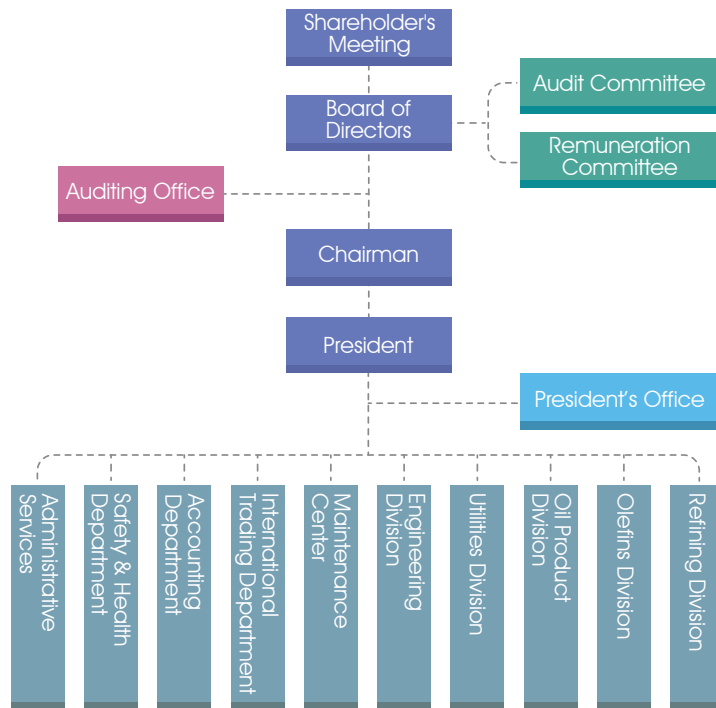 Shareholder's
Meeting
Audit Committee
Board of
Directors
Remuneration
Committee
Auditing Office
Chairman
President
President’s Office
Administrative
Services
Safety & Health
Department
Accounting
Department
International
Trading Department
Maintenance
Center
Engineering
Division
Utilities Division
Oil Product
Division
Olefins Division
Refining Division